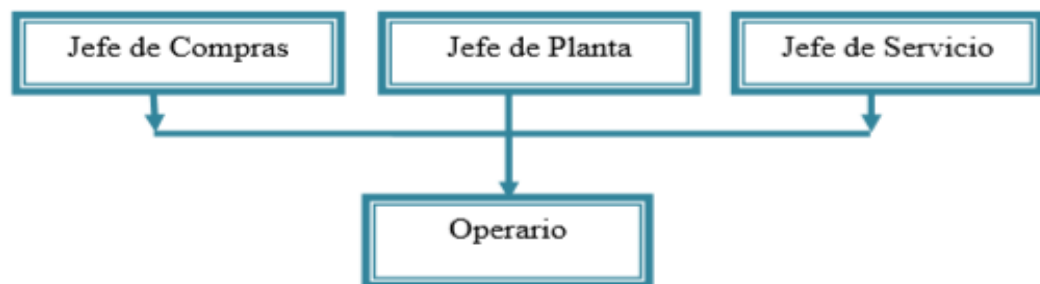 Jefe de Compras
Jefe de Planta
Jefe de Servicio
Operario